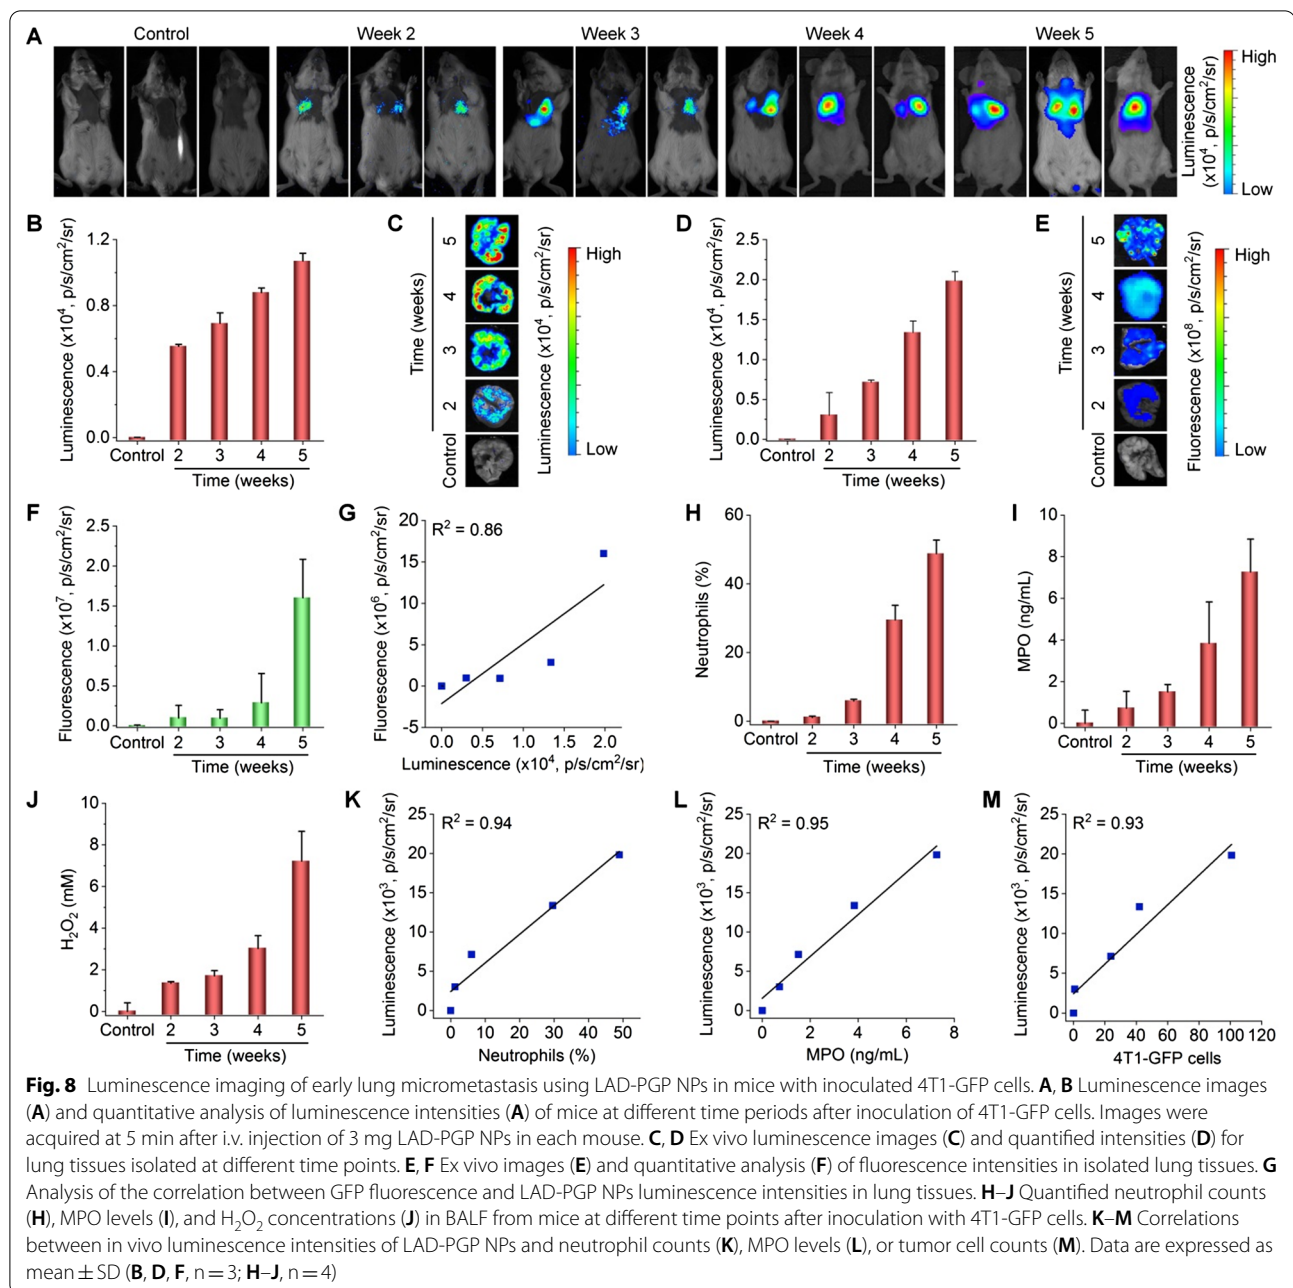 A
Control
Week 2
Week 3
Week 4
Week 5
Luminescence
(x10⁴, p/s/cm²/sr)
High
Low
B
Luminescence (x10⁴, p/s/cm²/sr)
1.2
0.8
0.4
0.0
Control 2 3 4 5
Time (weeks)
C
Time (weeks)
5
4
3
2
Control
Luminescence (x10⁴, p/s/cm²/sr)
High
Low
D
Luminescence (x10⁴, p/s/cm²/sr)
2.5
2.0
1.5
1.0
0.5
0.0
Control 2 3 4 5
Time (weeks)
E
Time (weeks)
5
4
3
2
Control
Fluorescence (x10⁸, p/s/cm²/sr)
High
Low
F
Fluorescence (x10⁷, p/s/cm²/sr)
2.5
2.0
1.5
1.0
0.5
0.0
Control 2 3 4 5
Time (weeks)
G
R² = 0.86
Fluorescence (x10⁶, p/s/cm²/sr)
20
15
10
5
0
-5
0.0 0.5 1.0 1.5 2.0
Luminescence (x10⁴, p/s/cm²/sr)
H
Neutrophils (%)
60
40
20
0
Control 2 3 4 5
Time (weeks)
I
MPO (ng/mL)
10
8
6
4
2
0
Control 2 3 4 5
Time (weeks)
J
H₂O₂ (mM)
10
8
6
4
2
0
Control 2 3 4 5
Time (weeks)
K
R² = 0.94
Luminescence (x10³, p/s/cm²/sr)
25
20
15
10
5
0
0 10 20 30 40 50
Neutrophils (%)
L
R² = 0.95
Luminescence (x10³, p/s/cm²/sr)
25
20
15
10
5
0
0 2 4 6 8
MPO (ng/mL)
M
R² = 0.93
Luminescence (x10³, p/s/cm²/sr)
25
20
15
10
5
0
0 20 40 60 80 100 120
4T1-GFP cells
Fig. 8 Luminescence imaging of early lung micrometastasis using LAD-PGP NPs in mice with inoculated 4T1-GFP cells. A, B Luminescence images
(A) and quantitative analysis of luminescence intensities (A) of mice at different time periods after inoculation of 4T1-GFP cells. Images were
acquired at 5 min after i.v. injection of 3 mg LAD-PGP NPs in each mouse. C, D Ex vivo luminescence images (C) and quantified intensities (D) for
lung tissues isolated at different time points. E, F Ex vivo images (E) and quantitative analysis (F) of fluorescence intensities in isolated lung tissues. G
Analysis of the correlation between GFP fluorescence and LAD-PGP NPs luminescence intensities in lung tissues. H–J Quantified neutrophil counts
(H), MPO levels (I), and H₂O₂ concentrations (J) in BALF from mice at different time points after inoculation with 4T1-GFP cells. K–M Correlations
between in vivo luminescence intensities of LAD-PGP NPs and neutrophil counts (K), MPO levels (L), or tumor cell counts (M). Data are expressed as
mean ± SD (B, D, F, n = 3; H–J, n = 4)